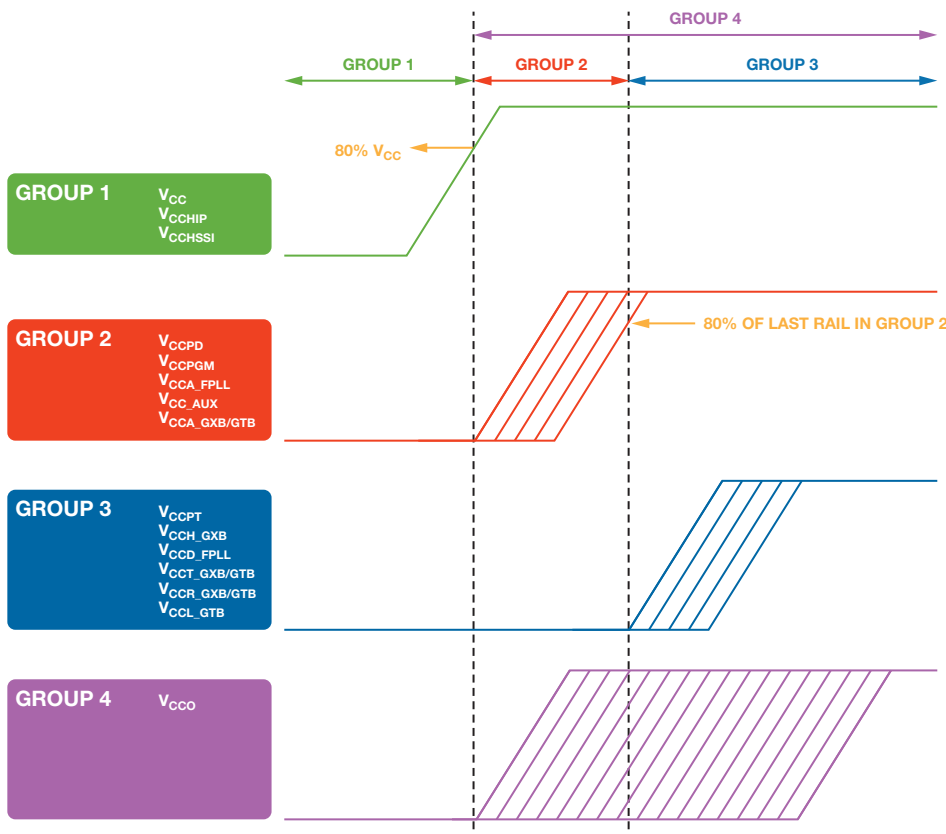 GROUP 4
GROUP 1
GROUP 2
GROUP 3
80% VCC
GROUP 1
VCC
VCCHIP
VCCHSSI
GROUP 2
VCCPD
VCCPGM
VCCA_FPLL
VCC_AUX
VCCA_GXB/GTB
80% OF LAST RAIL IN GROUP 2
GROUP 3
VCCPT
VCCH_GXB
VCCD_FPLL
VCCT_GXB/GTB
VCCR_GXB/GTB
VCCL_GTB
GROUP 4
VCCO